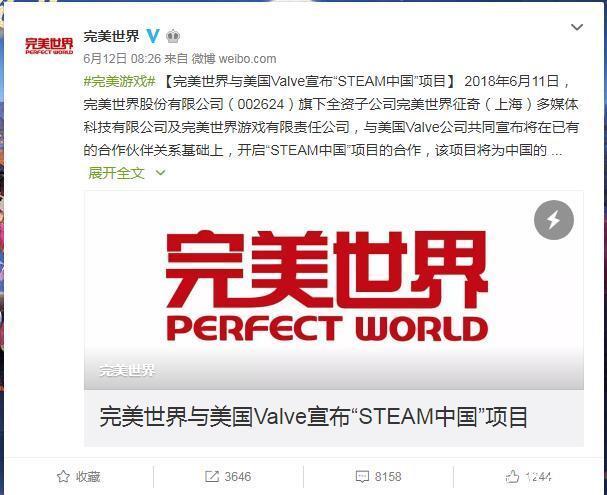 完美世界
PERFECT WORLD
完美世界
6月12日 08:26 来自 微博 weibo.com
#完美游戏# 【完美世界与美国Valve宣布“STEAM中国”项目】 2018年6月11日，
完美世界股份有限公司（002624）旗下全资子公司完美世界征奇（上海）多媒体
科技有限公司及完美世界游戏有限责任公司，与美国Valve公司共同宣布将在已有
的合作伙伴关系基础上，开启“STEAM中国”项目的合作，该项目将为中国的 ...
展开全文
完美世界
PERFECT WORLD
完美世界
完美世界与美国Valve宣布“STEAM中国”项目
收藏
3646
8158
1244